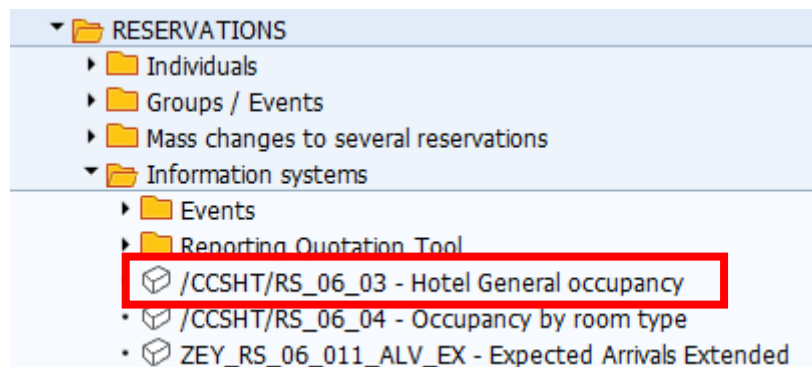 RESERVATIONS
Individuals
Groups / Events
Mass changes to several reservations
Information systems
Events
Reporting Quotation Tool
/CCSHT/RS_06_03 - Hotel General occupancy
/CCSHT/RS_06_04 - Occupancy by room type
ZEY_RS_06_011_ALV_EX - Expected Arrivals Extended